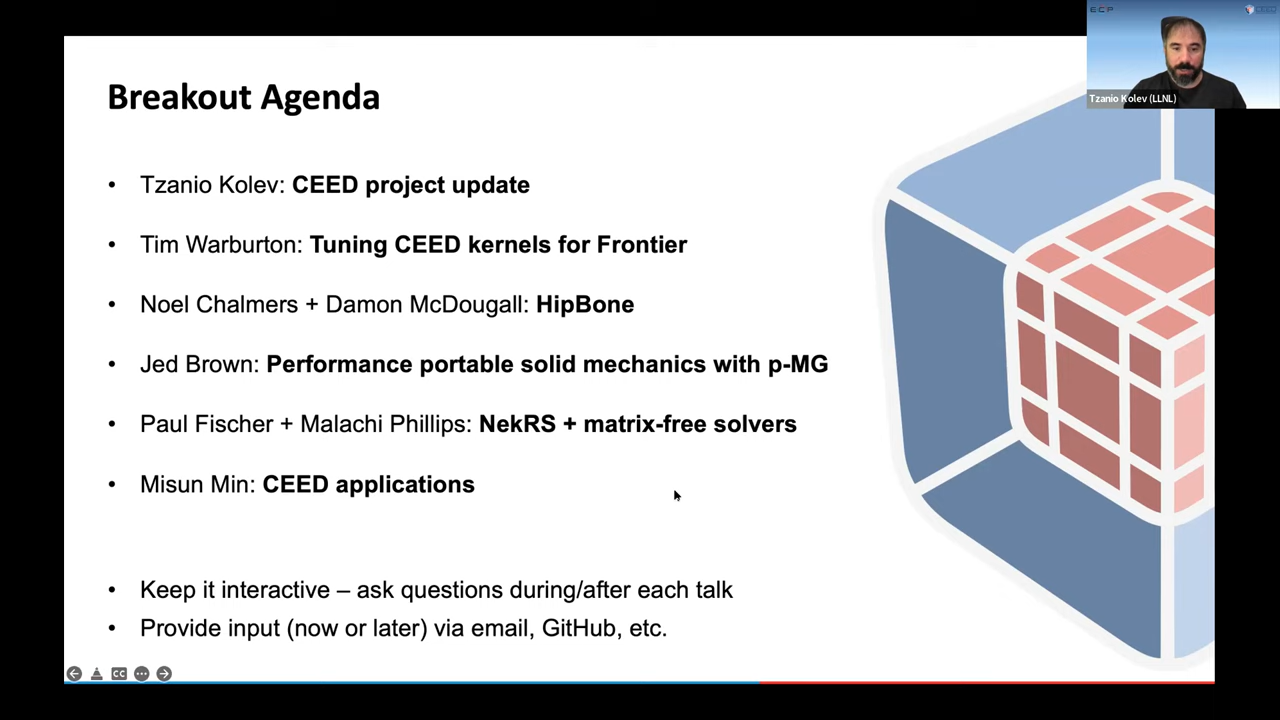 ECP
CEED
Tzanio Kolev (LLNL)
Breakout Agenda
• Tzanio Kolev: CEED project update
• Tim Warburton: Tuning CEED kernels for Frontier
• Noel Chalmers + Damon McDougall: HipBone
• Jed Brown: Performance portable solid mechanics with p-MG
• Paul Fischer + Malachi Phillips: NekRS + matrix-free solvers
• Misun Min: CEED applications
• Keep it interactive – ask questions during/after each talk
• Provide input (now or later) via email, GitHub, etc.
CC